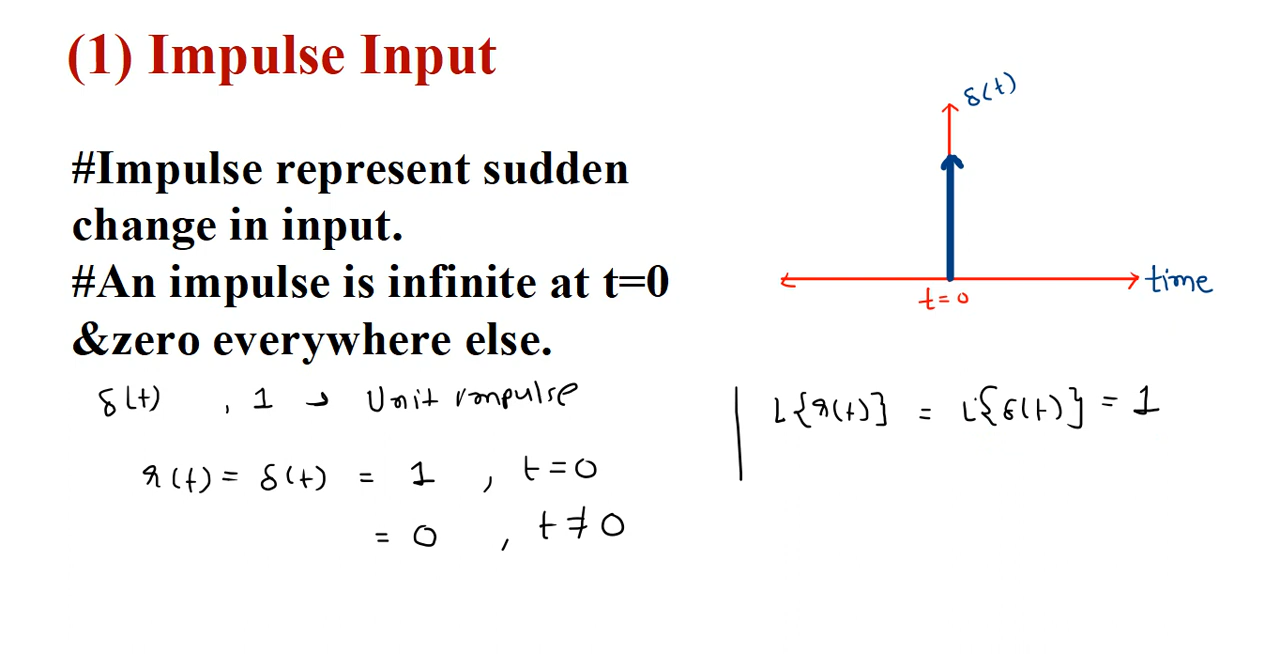 (1) Impulse Input
#Impulse represent sudden
change in input.
#An impulse is infinite at t=0
&zero everywhere else.
δ(t) , 1 → Unit impulse
r(t) = δ(t) = 1 , t=0
= 0 , t≠0
δ(t)
time
t=0
L{r(t)} = L{δ(t)} = 1